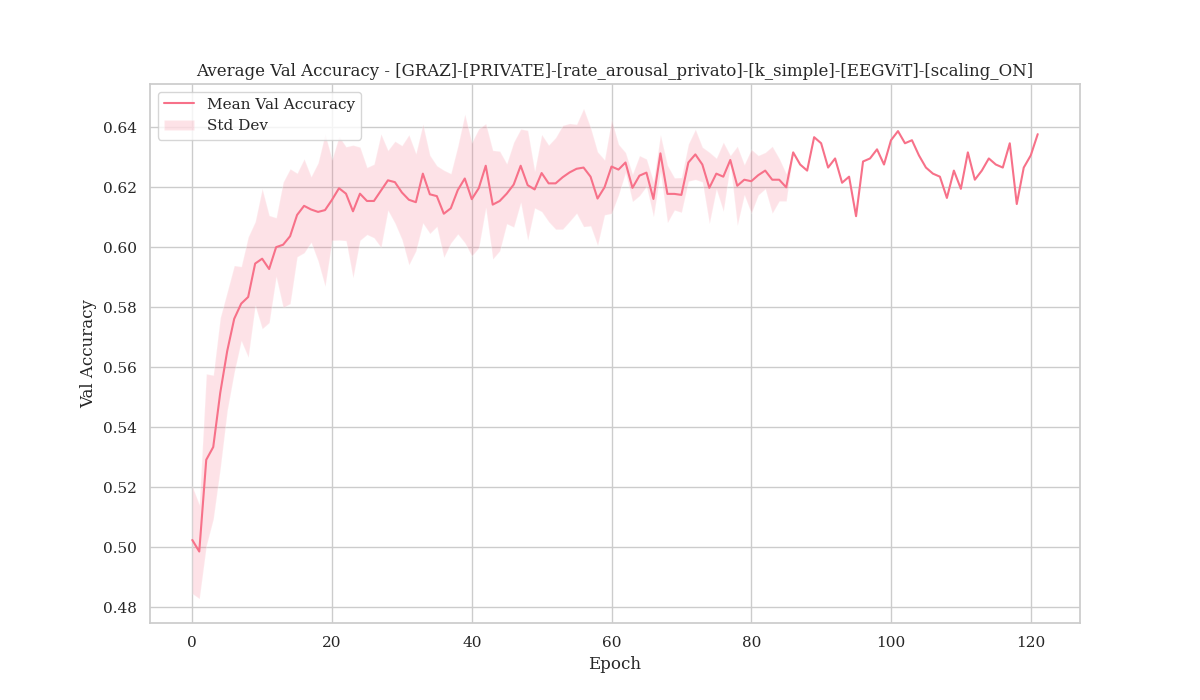 Average Val Accuracy - [GRAZ]-[PRIVATE]-[rate_arousal_privato]-[k_simple]-[EEGViT]-[scaling_ON]
Mean Val Accuracy
Std Dev
0.64
0.62
0.60
0.58
0.56
0.54
0.52
0.50
0.48
Val Accuracy
0 20 40 60 80 100 120
Epoch